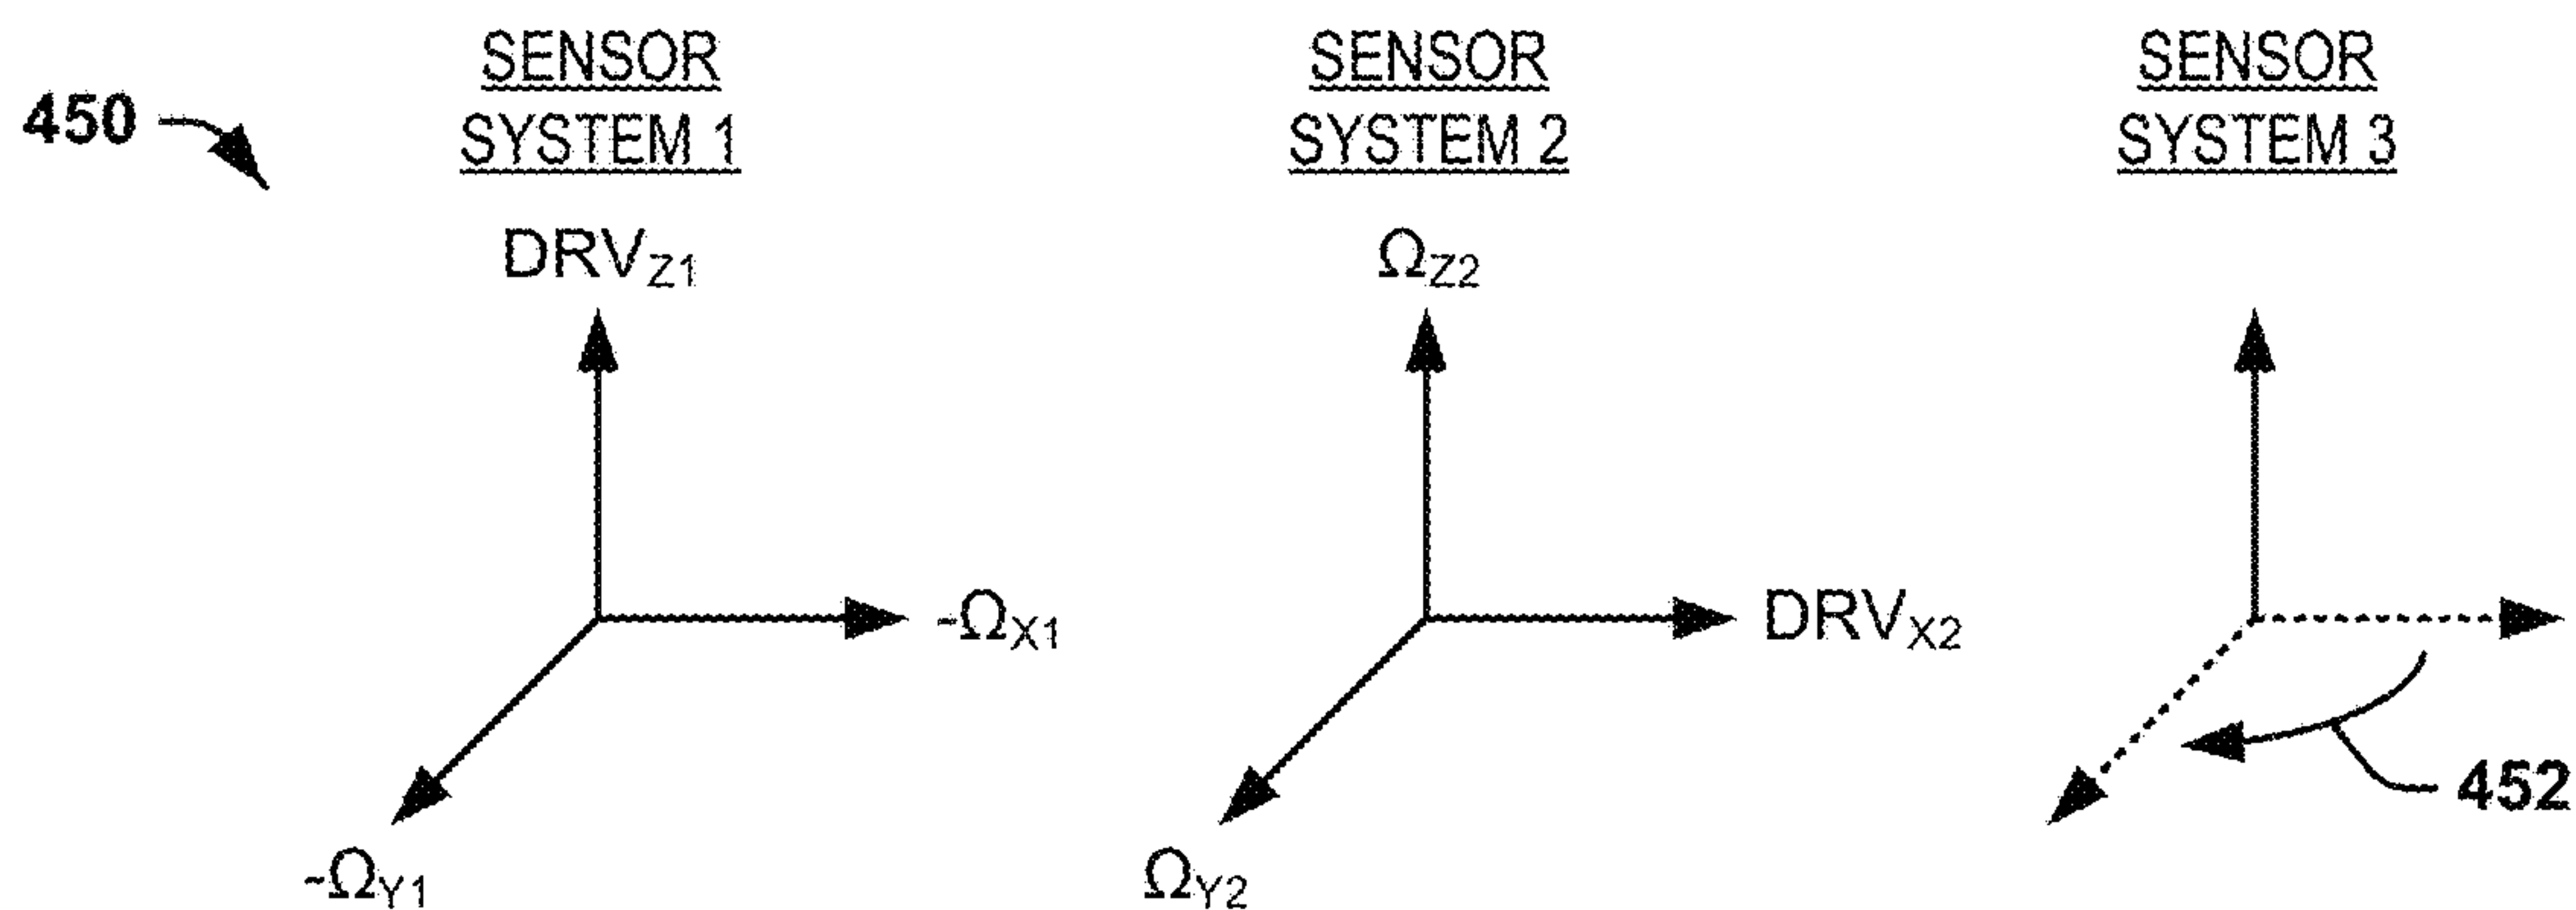 SENSOR SYSTEM 1
SENSOR SYSTEM 2
SENSOR SYSTEM 3
450
DRV_Z1
Ω_Z2
-Ω_X1
DRV_X2
-Ω_Y1
Ω_Y2
452